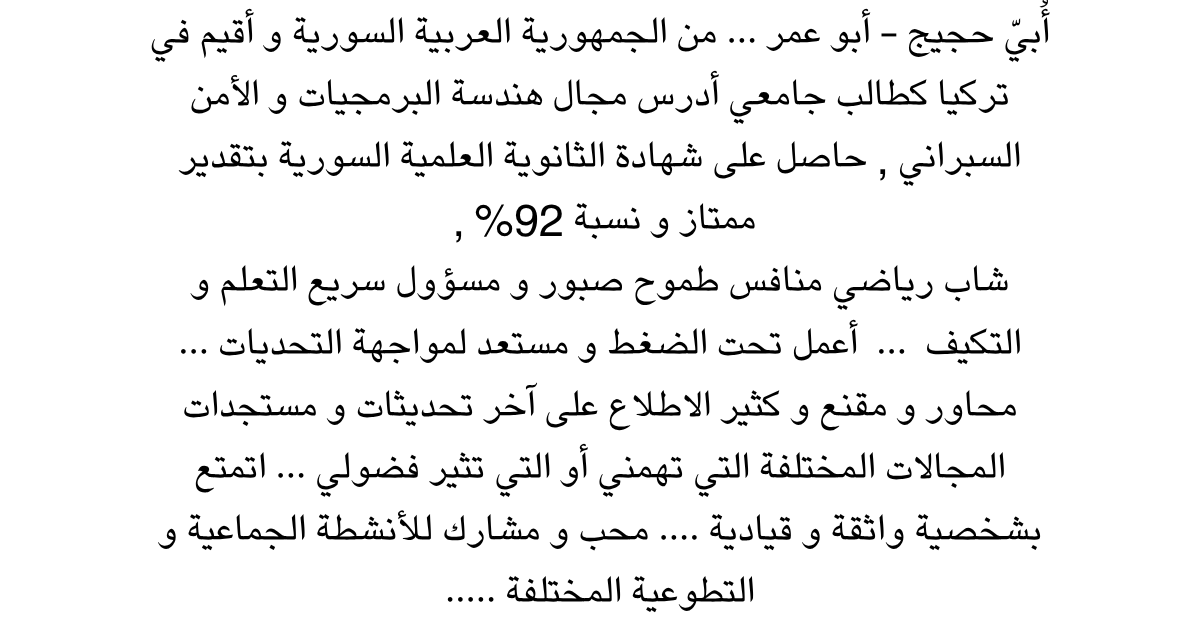 أُبيّ حجيج – أبو عمر ... من الجمهورية العربية السورية و أقيم في
تركيا كطالب جامعي أدرس مجال هندسة البرمجيات و الأمن
السبراني , حاصل على شهادة الثانوية العلمية السورية بتقدير
ممتاز و نسبة 92% ,
شاب رياضي منافس طموح صبور و مسؤول سريع التعلم و
التكيف ... أعمل تحت الضغط و مستعد لمواجهة التحديات ...
محاور و مقنع و كثير الاطلاع على آخر تحديثات و مستجدات
المجالات المختلفة التي تهمني أو التي تثير فضولي ... اتمتع
بشخصية واثقة و قيادية .... محب و مشارك للأنشطة الجماعية و
التطوعية المختلفة .....